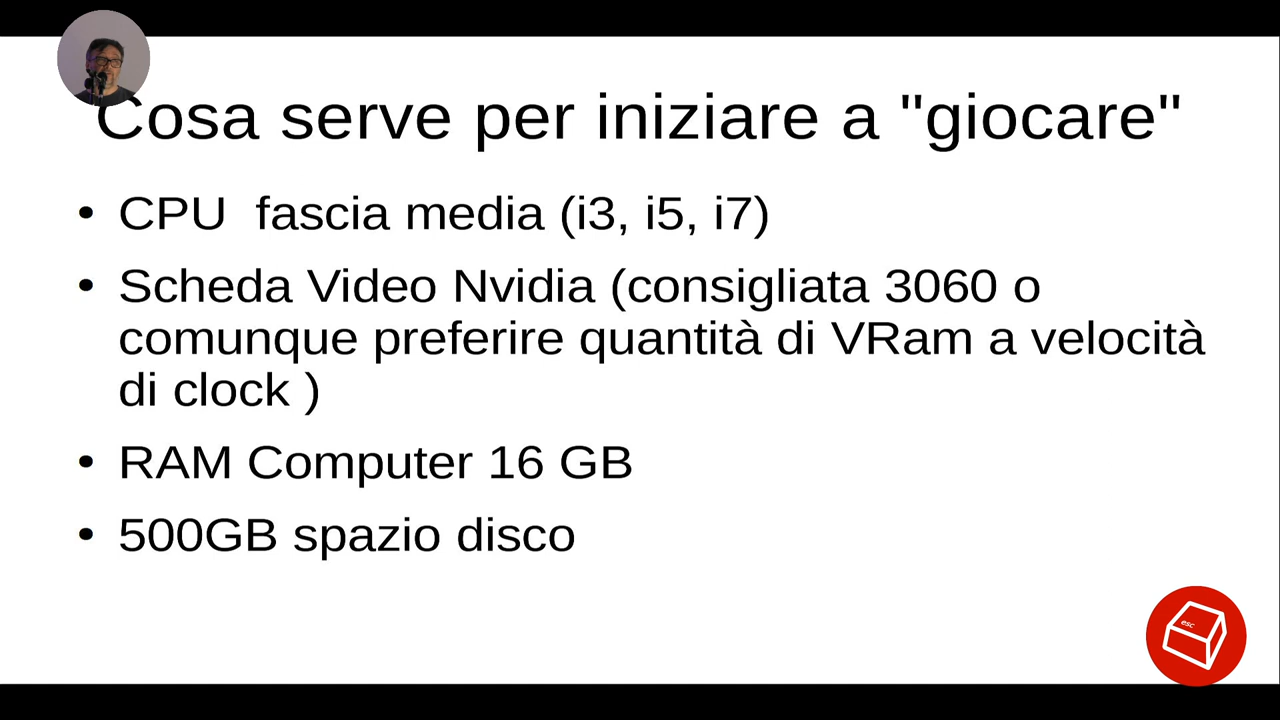 Cosa serve per iniziare a "giocare"
• CPU  fascia media (i3, i5, i7)
• Scheda Video Nvidia (consigliata 3060 o
comunque preferire quantità di VRam a velocità
di clock )
• RAM Computer 16 GB
• 500GB spazio disco
esc